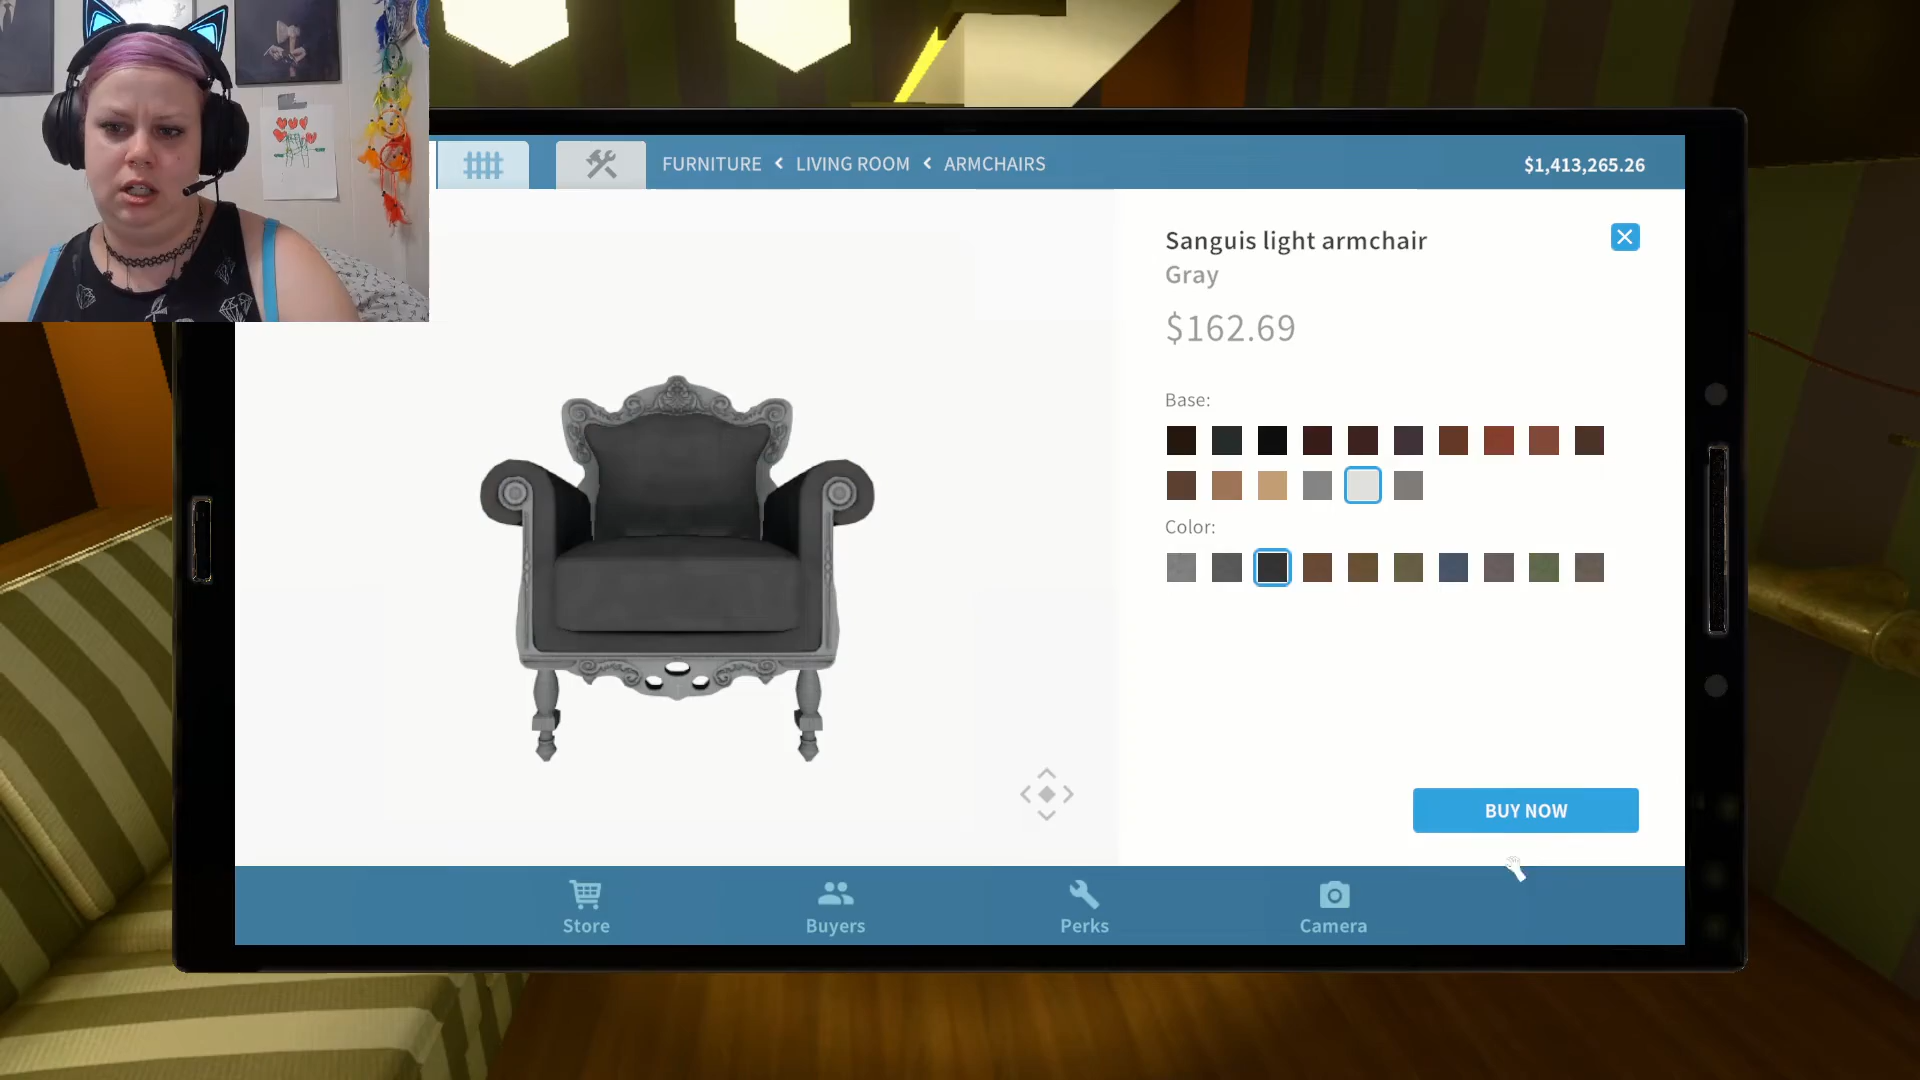 FURNITURE < LIVING ROOM < ARMCHAIRS
$1,413,265.26
Sanguis light armchair
Gray
$162.69
Base:
Color:
BUY NOW
Store
Buyers
Perks
Camera